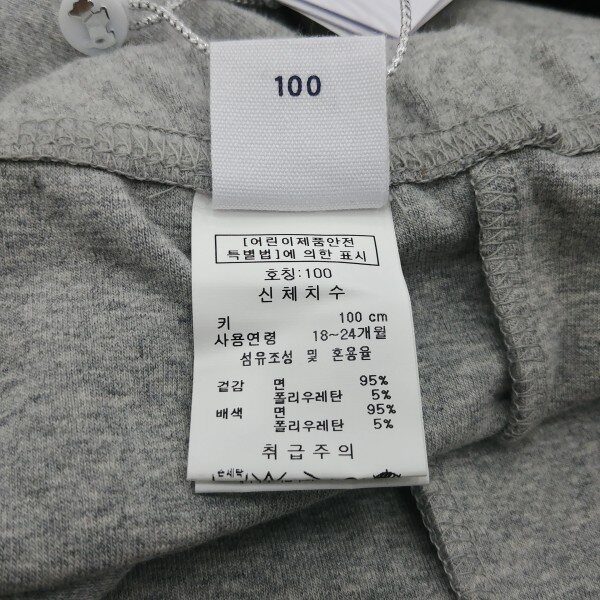 100
[어린이제품안전
특별법]에 의한 표시
호칭:100
신체치수
키 100 cm
사용연령 18~24개월
섬유조성 및 혼용율
겉감 면 95%
폴리우레탄 5%
배색 면 95%
폴리우레탄 5%
취급주의
손세탁